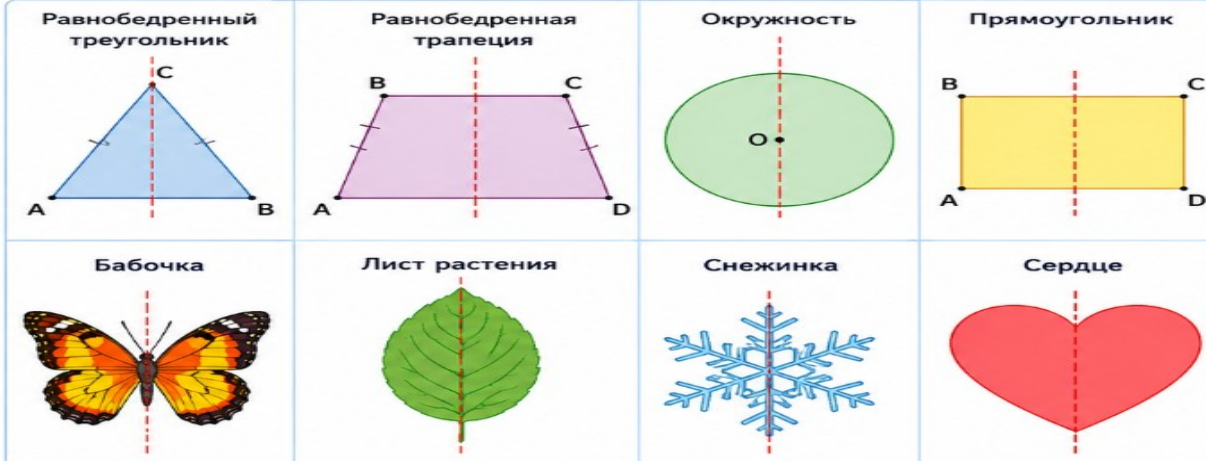 Равнобедренный
треугольник
C
A
B
Равнобедренная
трапеция
B
C
A
D
Окружность
O
Прямоугольник
B
C
A
D
Бабочка
Лист растения
Снежинка
Сердце